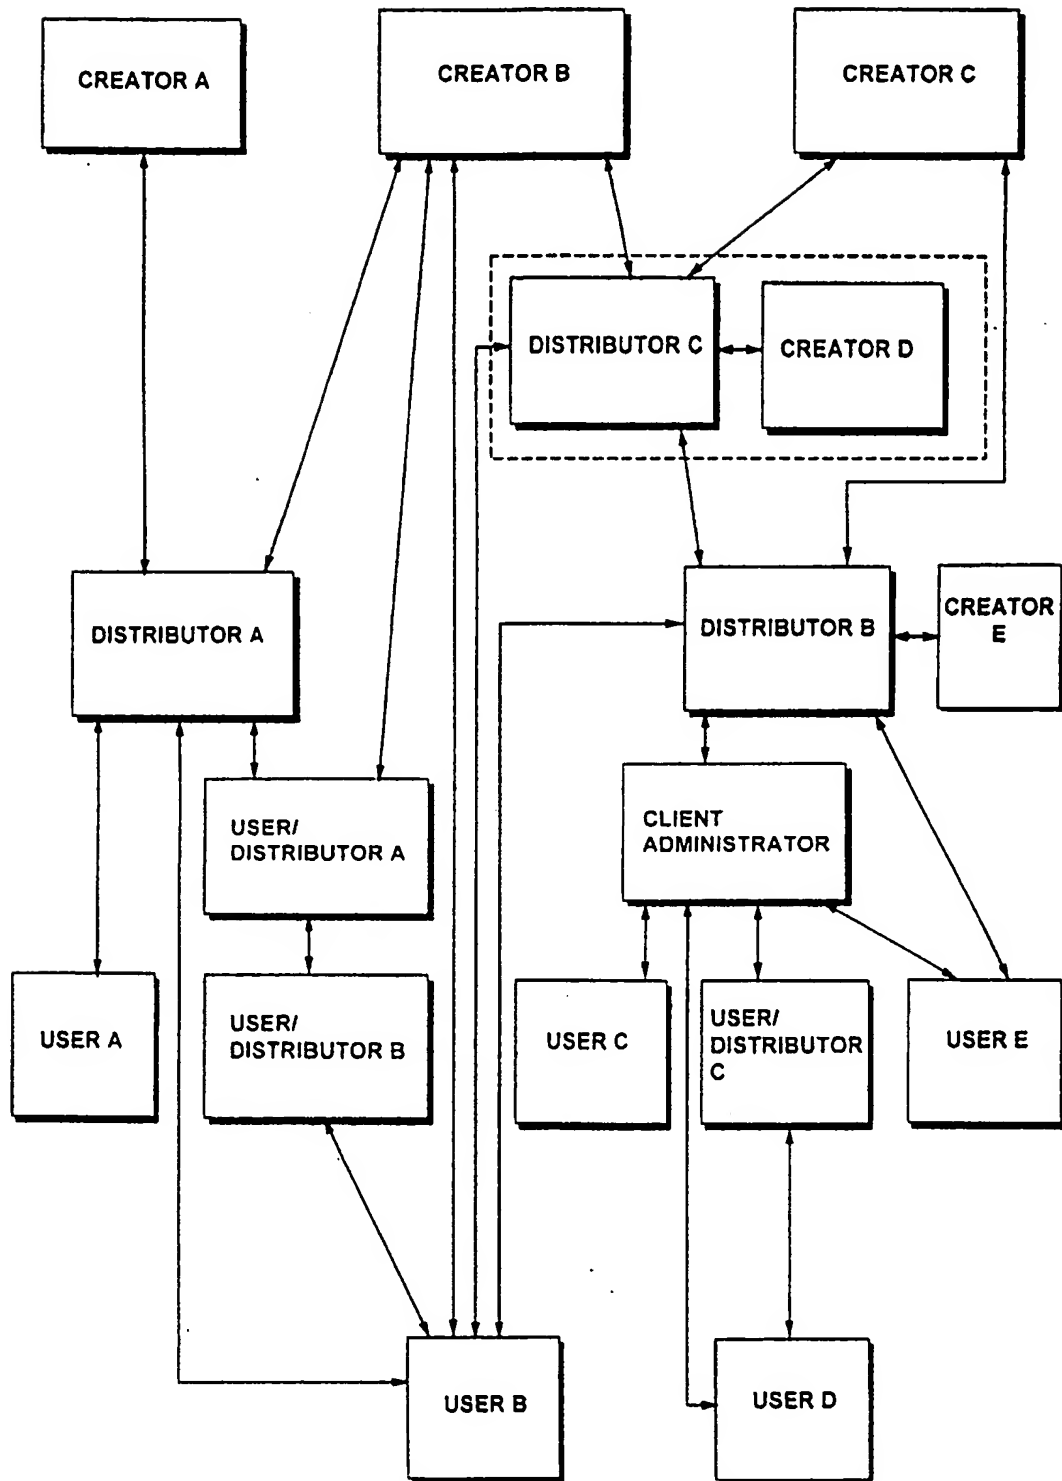 CREATOR A
CREATOR B
CREATOR C
DISTRIBUTOR C
CREATOR D
DISTRIBUTOR A
DISTRIBUTOR B
CREATOR
E
USER/
DISTRIBUTOR A
CLIENT
ADMINISTRATOR
USER A
USER/
DISTRIBUTOR B
USER C
USER/
DISTRIBUTOR
C
USER E
USER B
USER D